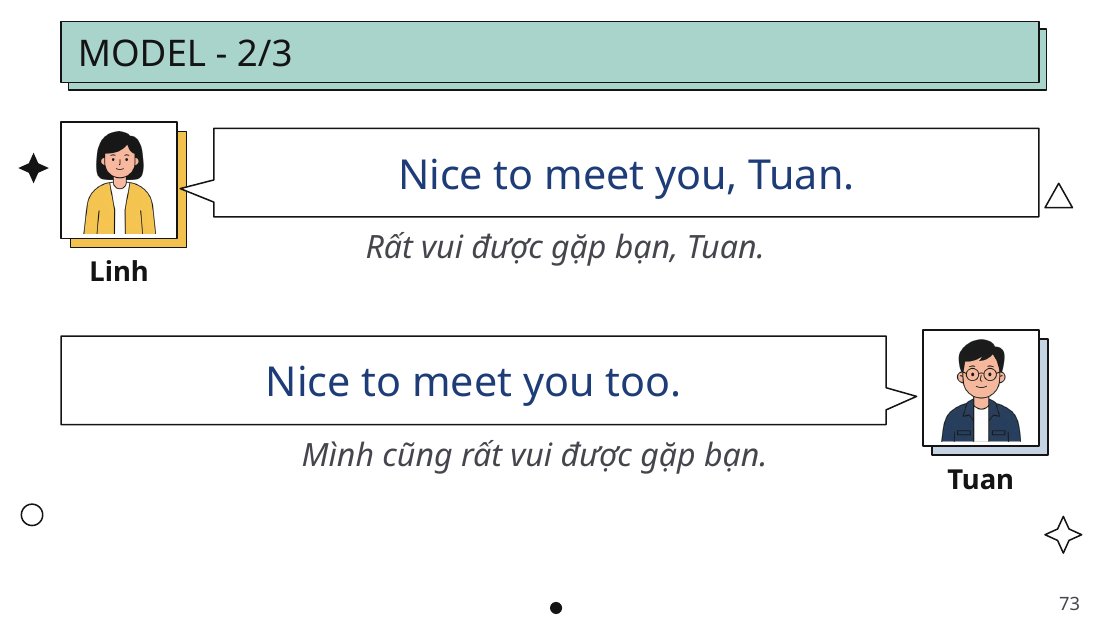 MODEL - 2/3
Nice to meet you, Tuan.
Rất vui được gặp bạn, Tuan.
Linh
Nice to meet you too.
Mình cũng rất vui được gặp bạn.
Tuan
73